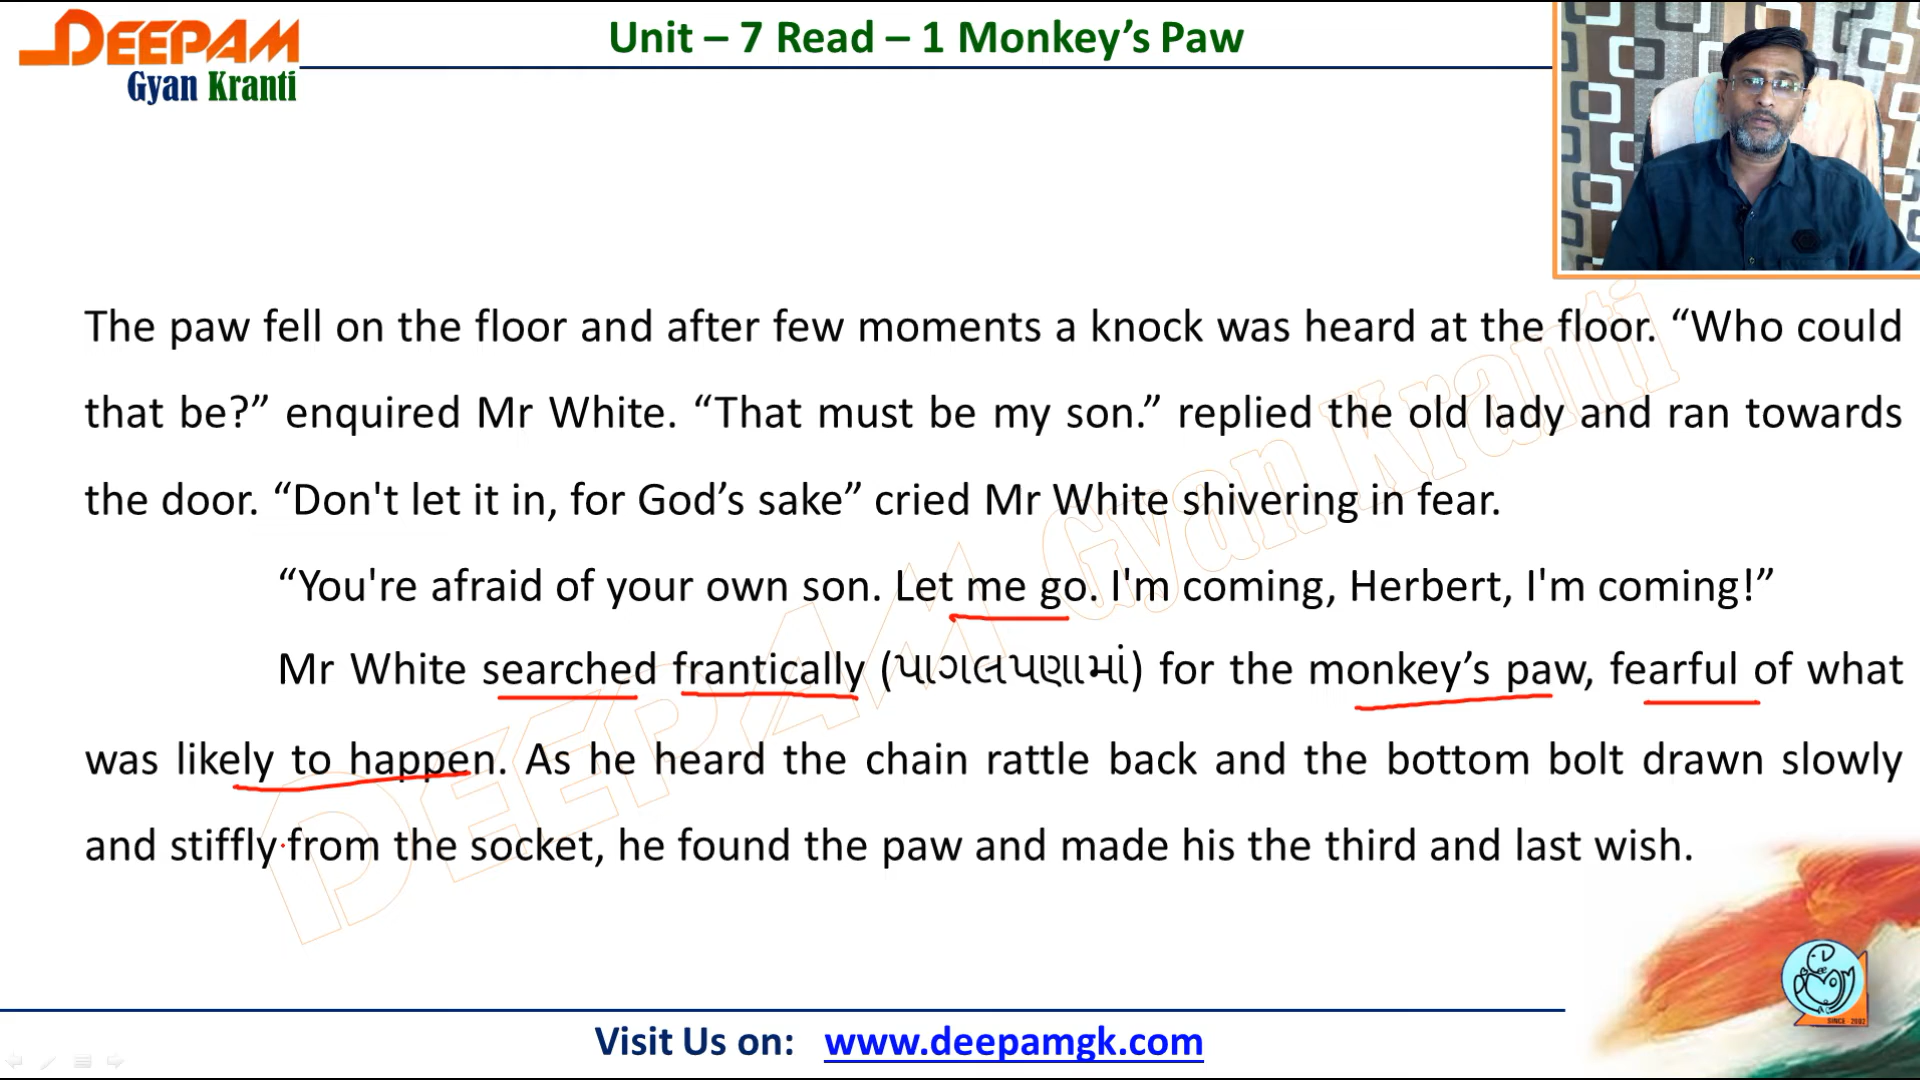 DEEPAM
Gyan Kranti
Unit – 7 Read – 1 Monkey’s Paw
The paw fell on the floor and after few moments a knock was heard at the floor. “Who could
that be?” enquired Mr White. “That must be my son.” replied the old lady and ran towards
the door. “Don't let it in, for God’s sake” cried Mr White shivering in fear.
“You're afraid of your own son. Let me go. I'm coming, Herbert, I'm coming!”
Mr White searched frantically (પાગલપણામાં) for the monkey’s paw, fearful of what
was likely to happen. As he heard the chain rattle back and the bottom bolt drawn slowly
and stiffly from the socket, he found the paw and made his the third and last wish.
DEEPAM Gyan Kranti
SINCE - 2002
Visit Us on: www.deepamgk.com